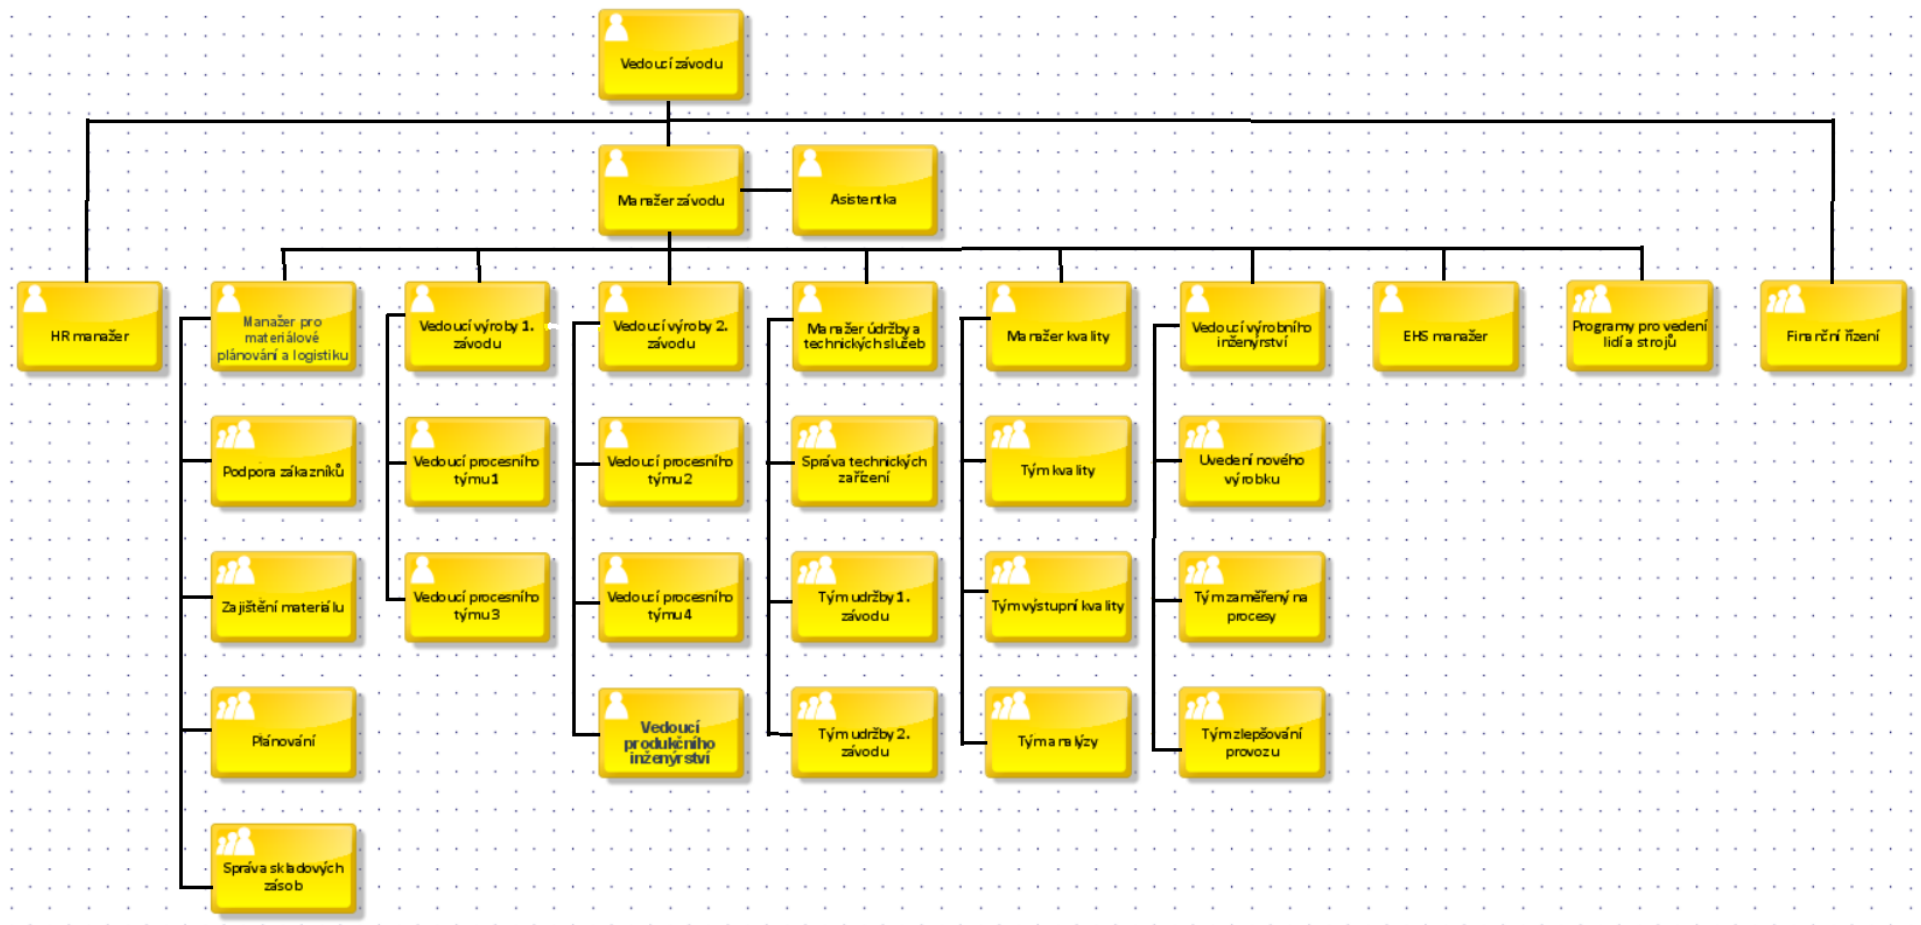 Vedoucí závodu
Manažer závodu
Asistentka
HR manažer
Manažer pro
materiálové
plánování a logistiku
Vedoucí výroby 1.
závodu
Vedoucí výroby 2.
závodu
Manažer údržby a
technických služeb
Manažer kvality
Vedoucí výrobního
inženýrství
EHS manažer
Programy pro vedení
lidí a strojů
Finanční řízení
Podpora zákazníků
Vedoucí procesního
týmu 1
Vedoucí procesního
týmu 2
Správa technických
zařízení
Tým kvality
Uvedení nového
výrobku
Zajištění materiálu
Vedoucí procesního
týmu 3
Vedoucí procesního
týmu 4
Tým udržby 1.
závodu
Tým výstupní kvality
Tým zaměřený na
procesy
Plánování
Vedoucí
produkčního
inženýrství
Tým udržby 2.
závodu
Tým analýzy
Tým zlepšování
provozu
Správa skladových
zásob